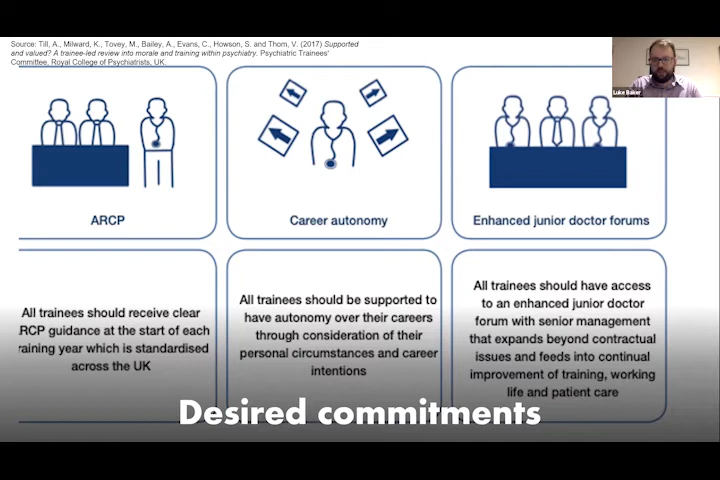 Source: Till, A., Milward, K., Tovey, M., Bailey, A., Evans, C., Howson, S. and Thom, V. (2017) Supported
and valued? A trainee-led review into morale and training within psychiatry. Psychiatric Trainees'
Committee, Royal College of Psychiatrists, UK.
Luke Baker
ARCP
Career autonomy
Enhanced junior doctor forums
All trainees should receive clear
ARCP guidance at the start of each
raining year which is standardised
across the UK
All trainees should be supported to
have autonomy over their careers
through consideration of their
personal circumstances and career
intentions
All trainees should have access
to an enhanced junior doctor
forum with senior management
that expands beyond contractual
issues and feeds into continual
improvement of training, working
life and patient care
Desired commitments